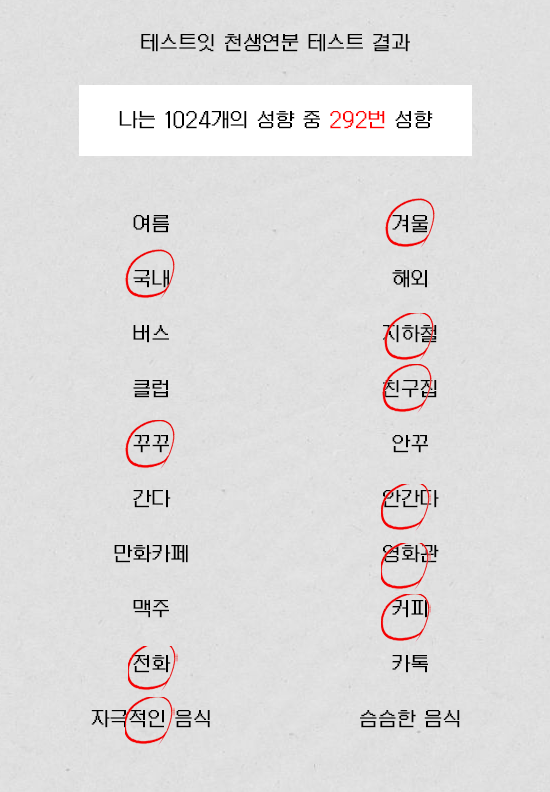 테스트잇 천생연분 테스트 결과
나는 1024개의 성향 중 292번 성향
여름 겨울
국내 해외
버스 지하철
클럽 친구집
꾸꾸 안꾸
간다 안간다
만화카페 영화관
맥주 커피
전화 카톡
자극적인 음식 슴슴한 음식